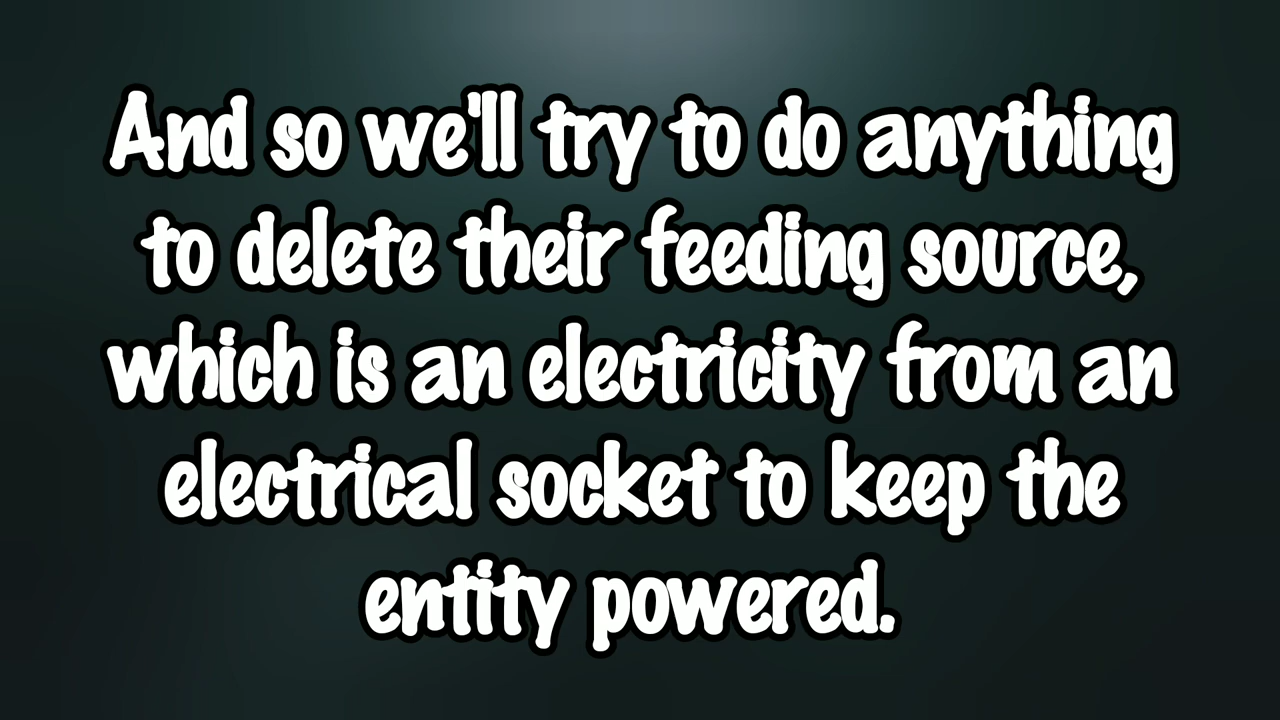 And so we'll try to do anything
to delete their feeding source,
which is an electricity from an
electrical socket to keep the
entity powered.